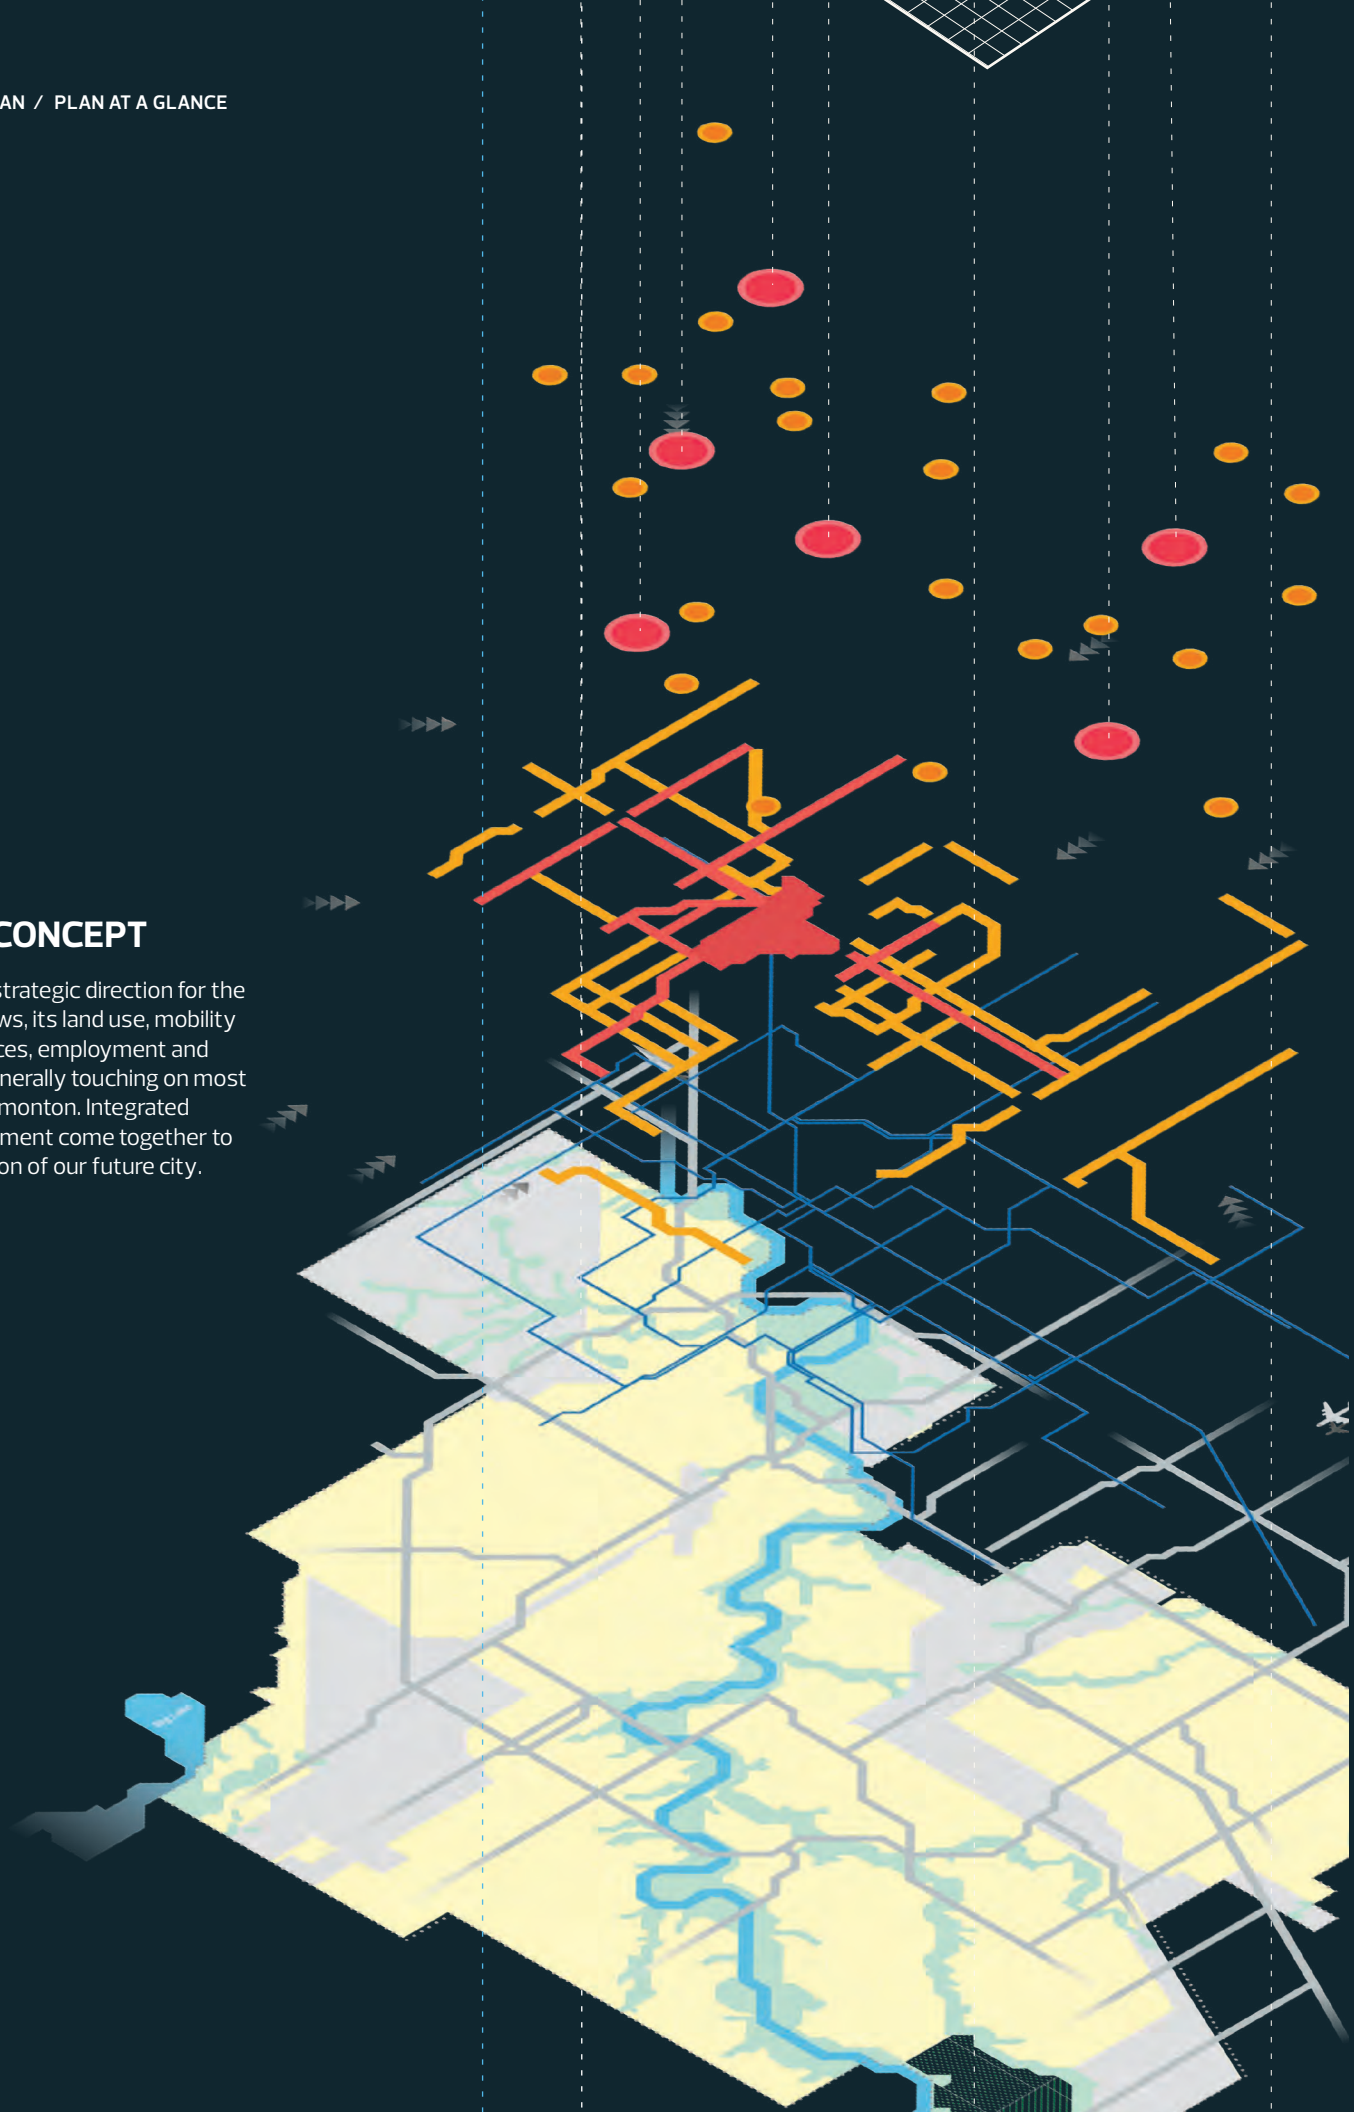 AN / PLAN AT A GLANCE
CONCEPT
strategic direction for the
ws, its land use, mobility
ces, employment and
nerally touching on most
monton. Integrated
ment come together to
on of our future city.